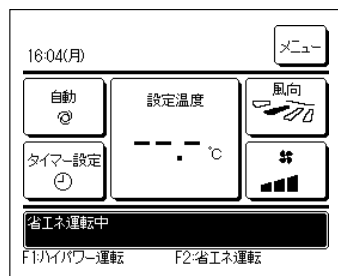 16:04(月)
メニュー
自動
設定温度
--.-℃
風向
タイマー設定
省エネ運転中
F1:ハイパワー運転 F2:省エネ運転